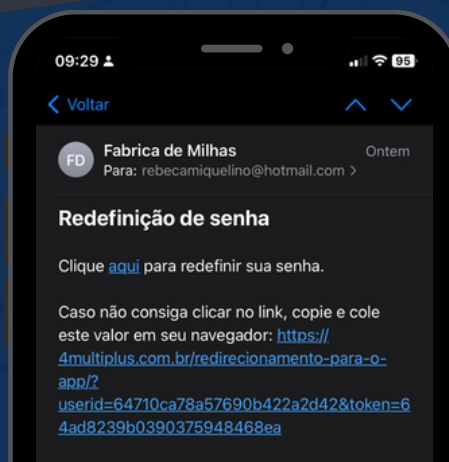 09:29
95
Voltar
FD
Fabrica de Milhas
Ontem
Para: rebecamiquelino@hotmail.com >
Redefinição de senha
Clique aqui para redefinir sua senha.
Caso não consiga clicar no link, copie e cole
este valor em seu navegador: https://
4multiplus.com.br/redirecionamento-para-o-
app/?
userid=64710ca78a57690b422a2d42&token=6
4ad8239b0390375948468ea